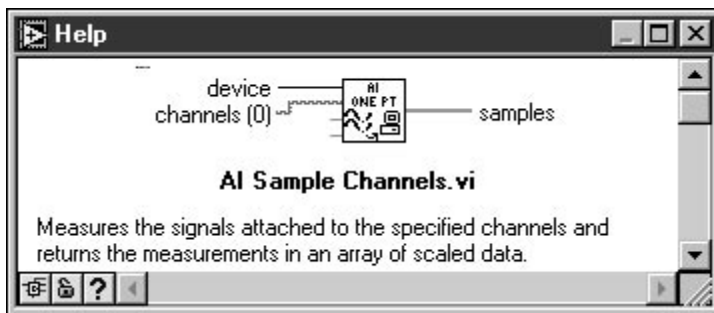 Help
device
AI
ONE PT
channels (0)
samples
AI Sample Channels.vi
Measures the signals attached to the specified channels and
returns the measurements in an array of scaled data.
?